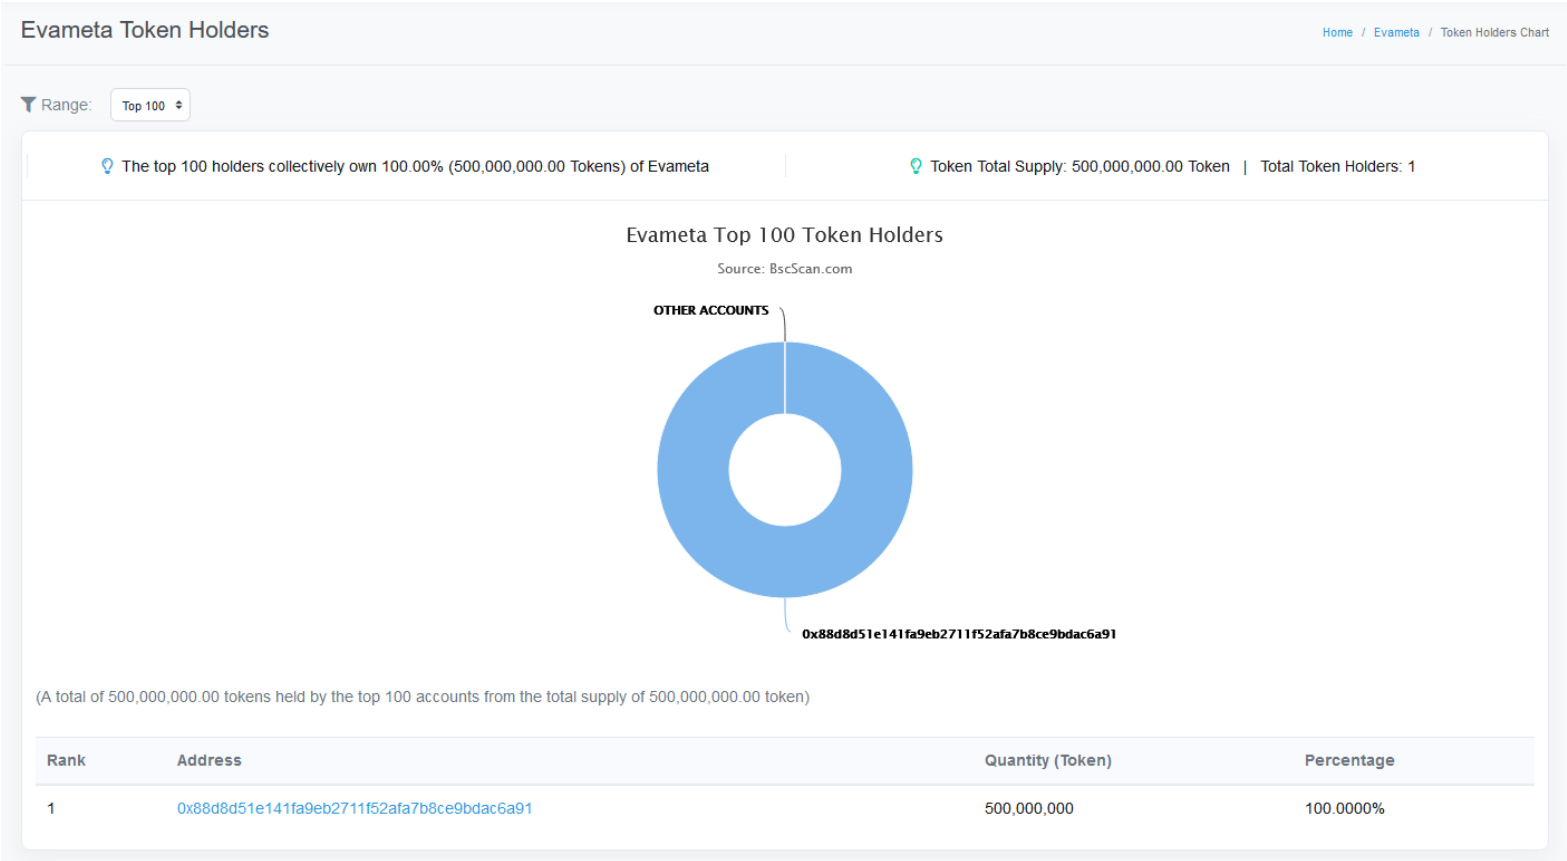 Evameta Token Holders
Home / Evameta / Token Holders Chart
Range: Top 100
The top 100 holders collectively own 100.00% (500,000,000.00 Tokens) of Evameta
Token Total Supply: 500,000,000.00 Token | Total Token Holders: 1
Evameta Top 100 Token Holders
Source: BscScan.com
OTHER ACCOUNTS
0x88d8d51e141fa9eb2711f52afa7b8ce9bdac6a91
(A total of 500,000,000.00 tokens held by the top 100 accounts from the total supply of 500,000,000.00 token)
Rank Address Quantity (Token) Percentage
1 0x88d8d51e141fa9eb2711f52afa7b8ce9bdac6a91 500,000,000 100.0000%